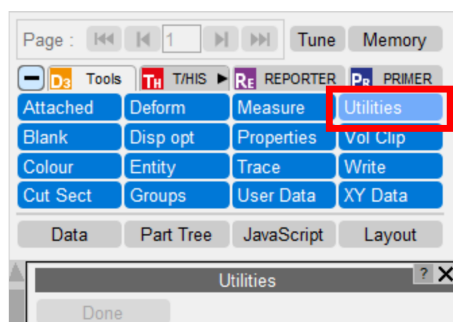 Page : 1 Tune Memory
D3 Tools TH T/HIS RE REPORTER PR PRIMER
Attached Deform Measure Utilities
Blank Disp opt Properties Vol Clip
Colour Entity Trace Write
Cut Sect Groups User Data XY Data
Data Part Tree JavaScript Layout
Utilities ? X
Done